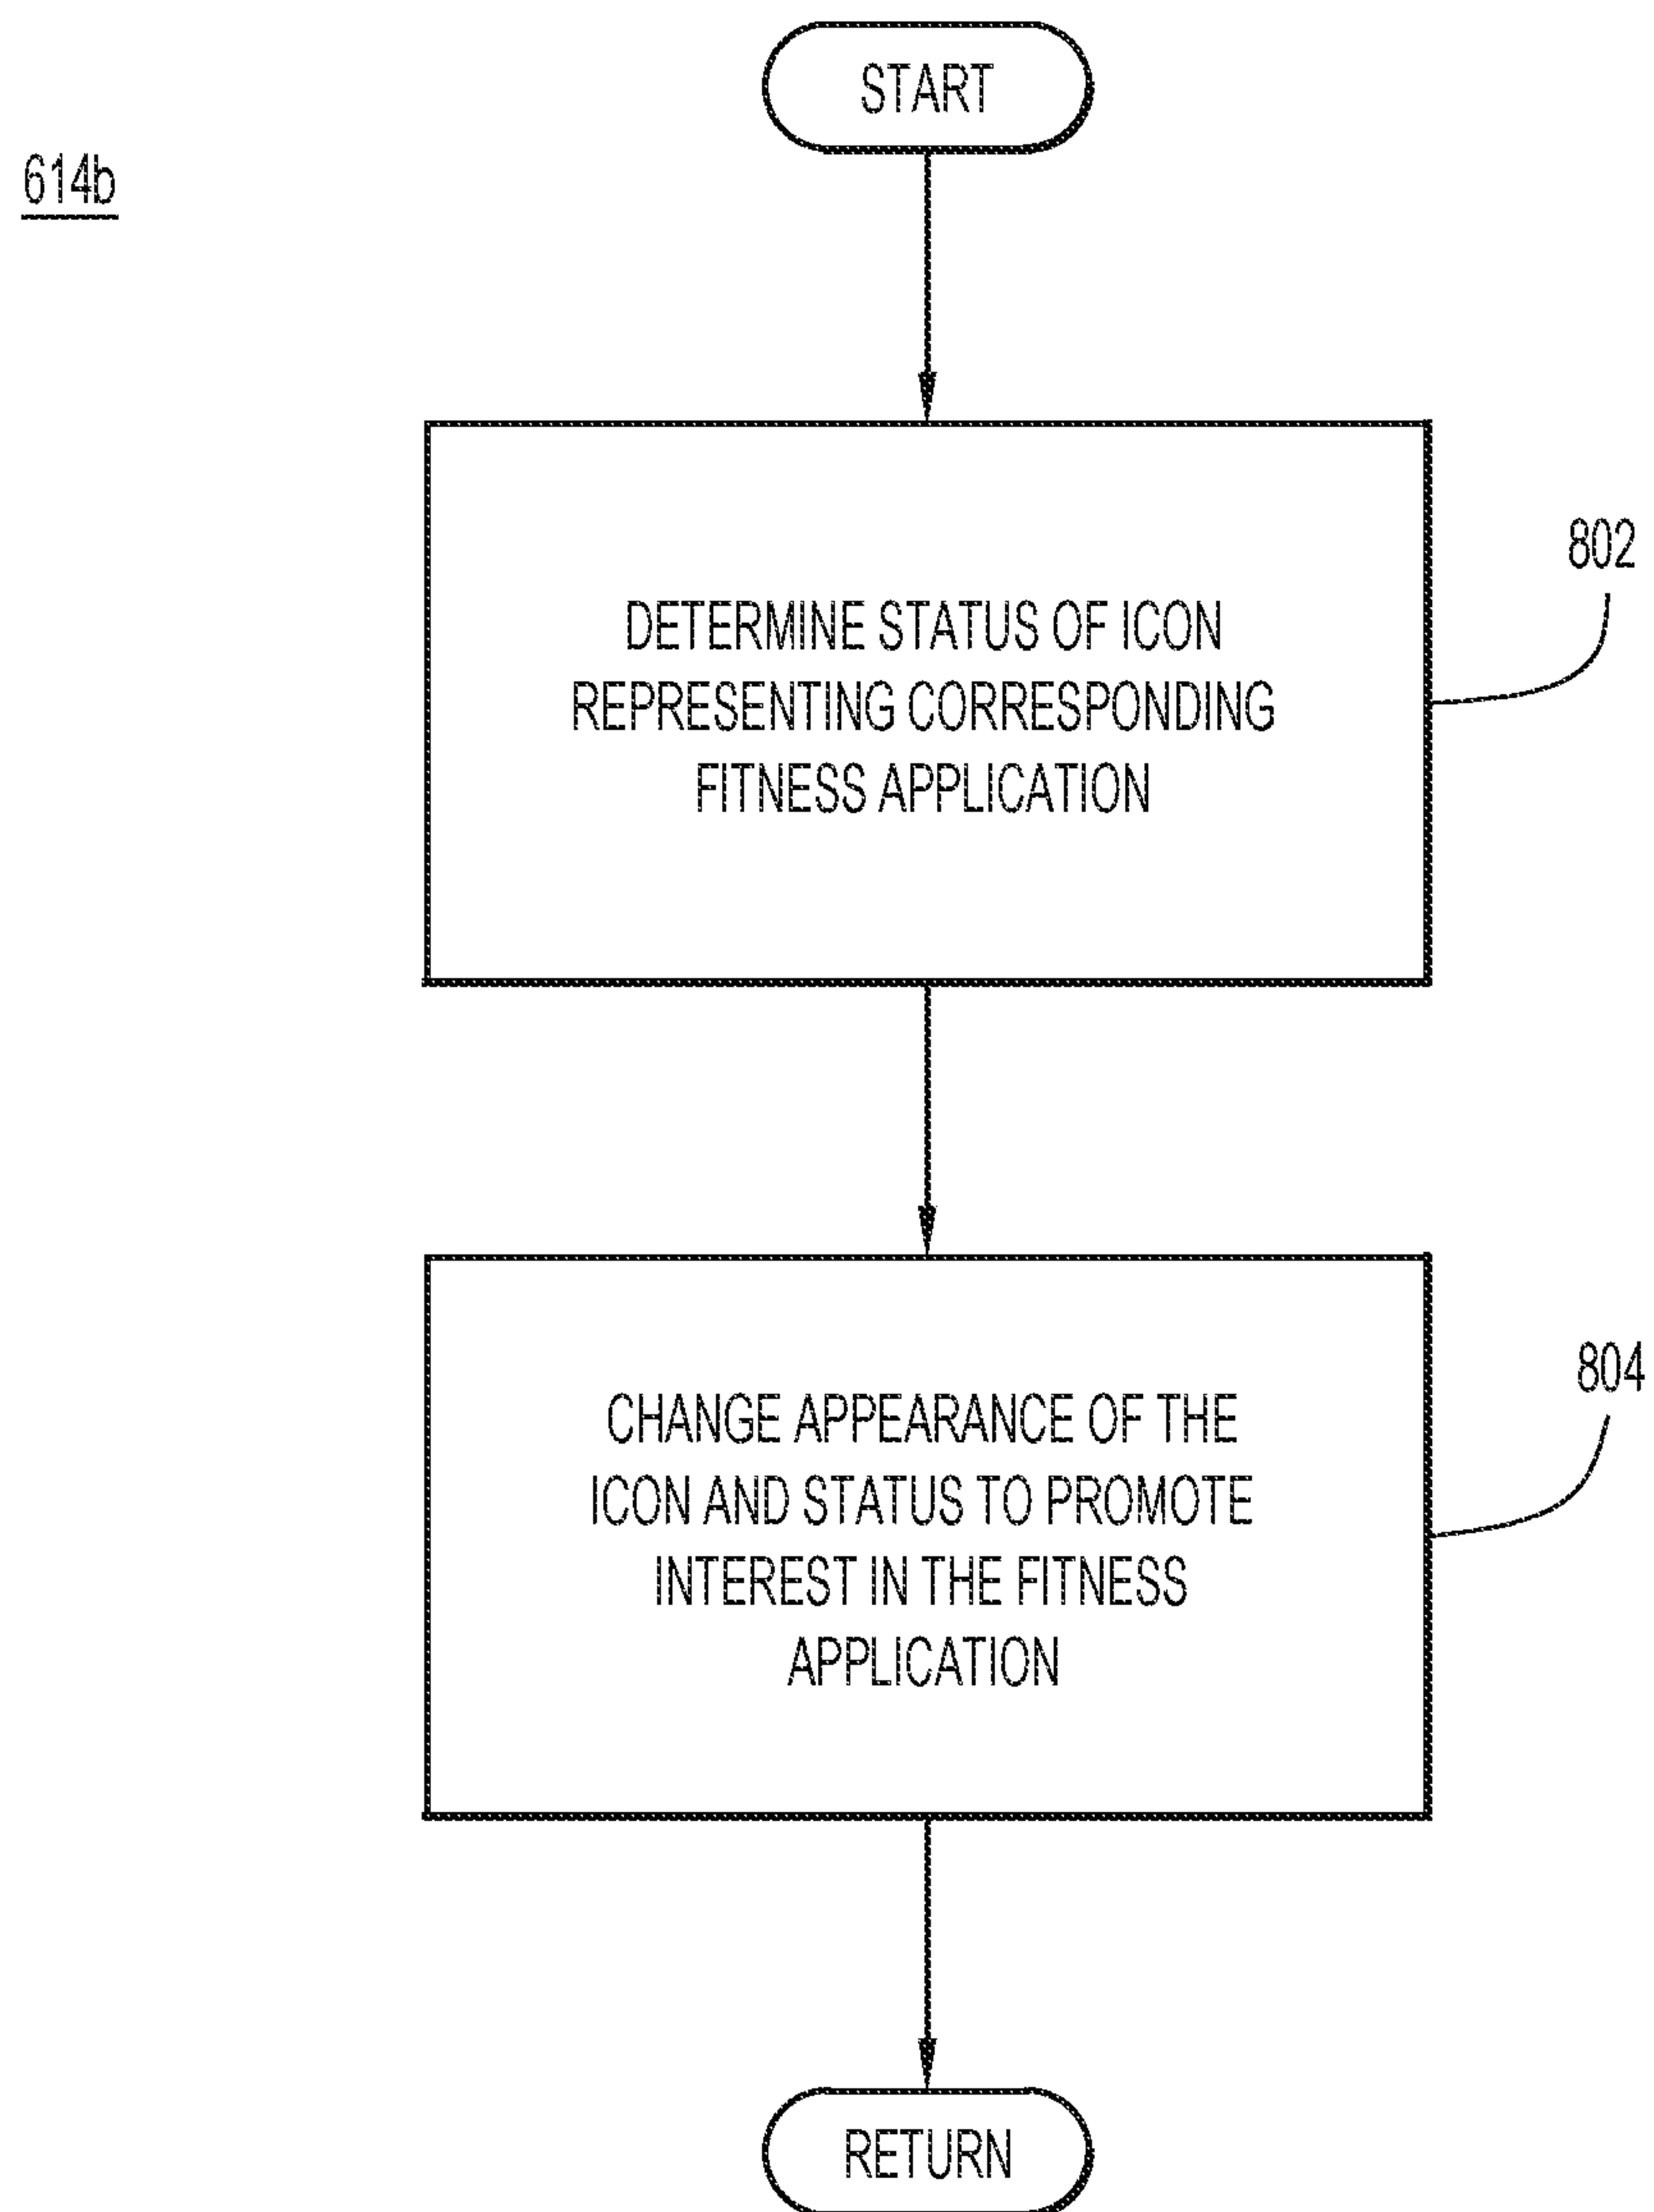 START
614b
802
DETERMINE STATUS OF ICON
REPRESENTING CORRESPONDING
FITNESS APPLICATION
804
CHANGE APPEARANCE OF THE
ICON AND STATUS TO PROMOTE
INTEREST IN THE FITNESS
APPLICATION
RETURN